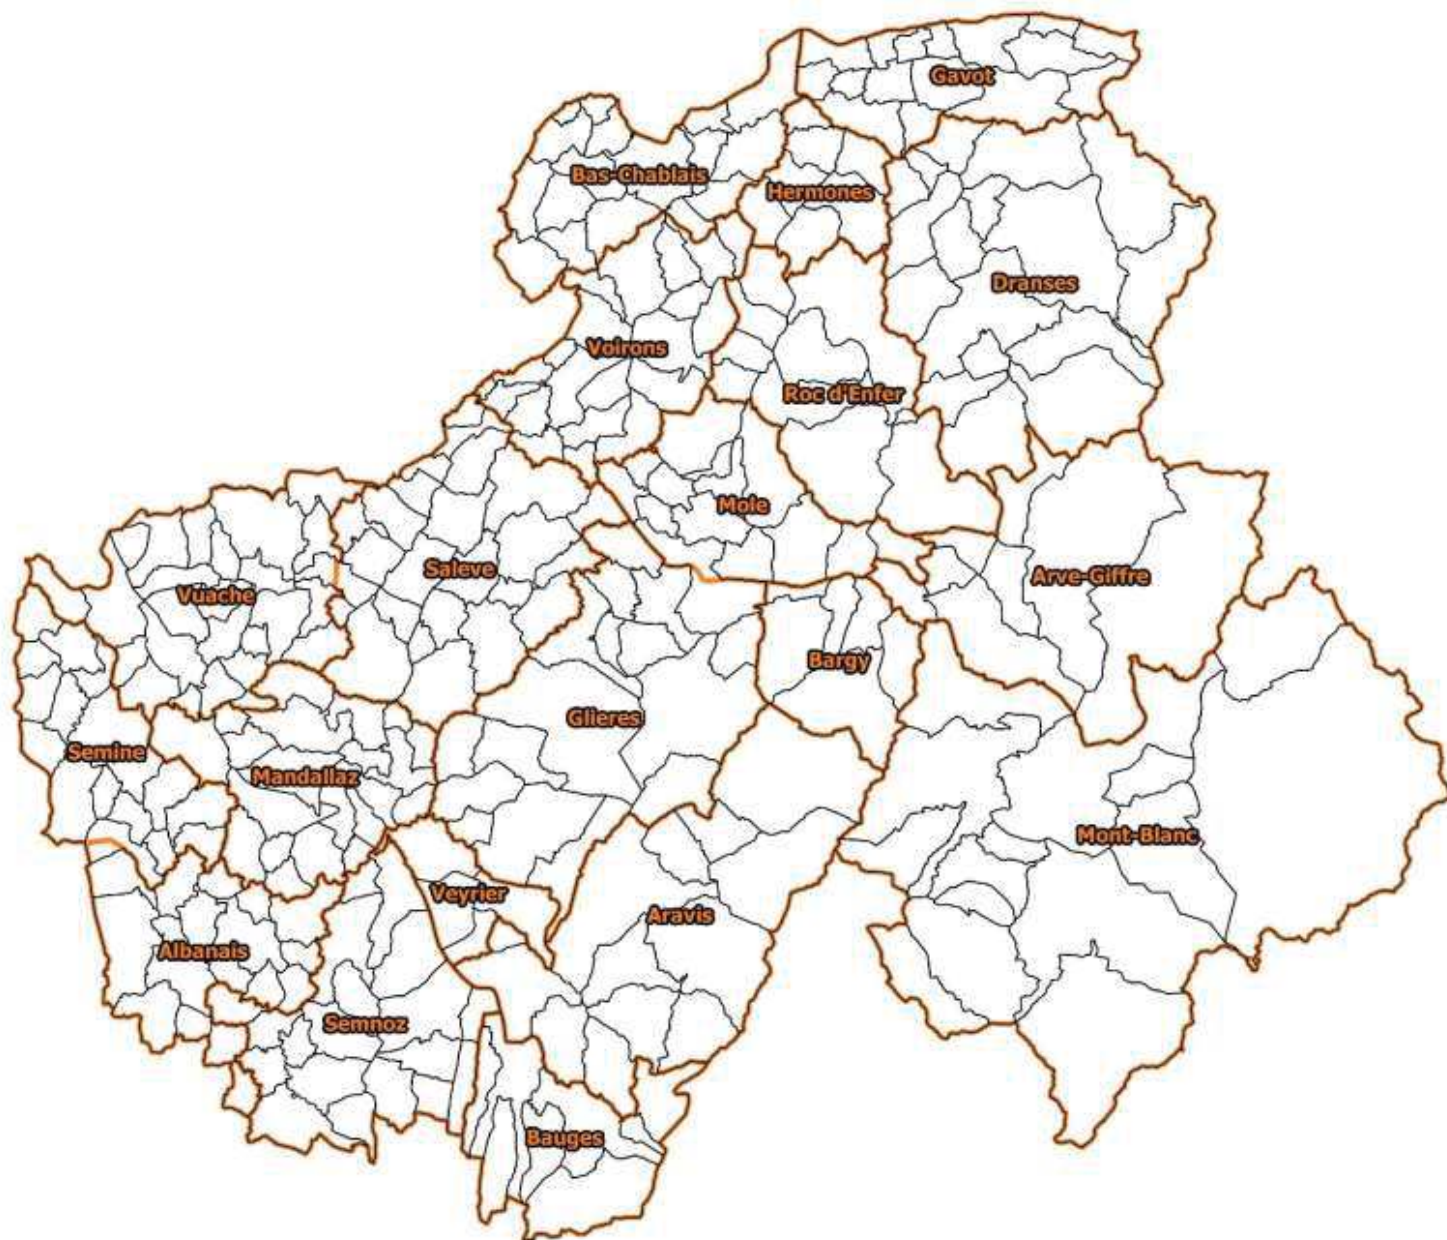 Gavot
Bas-Chablais
Hermones
Dranses
Voirons
Roc d'Enfer
Mole
Saleve
Arve-Giffre
Vuache
Bargy
Glieres
Semine
Mandallaz
Mont-Blanc
Veyrier
Aravis
Albanais
Semnoz
Bauges